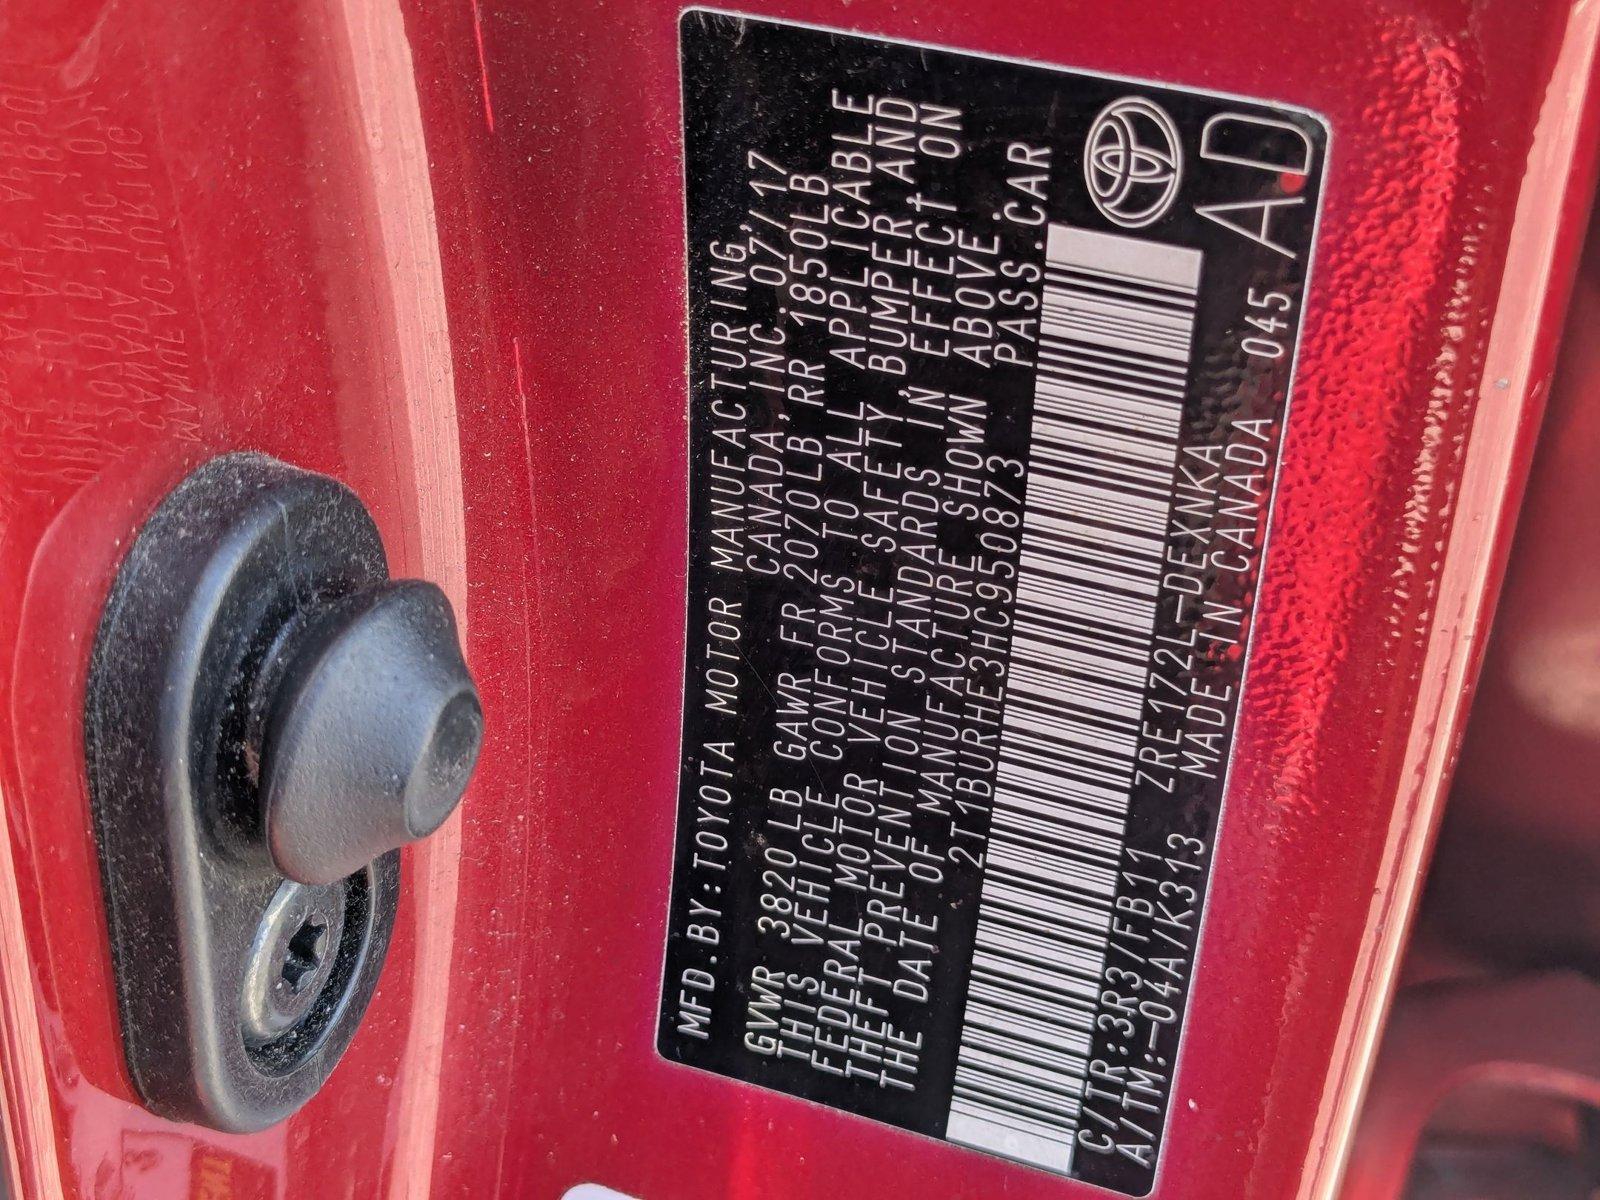 MFD.BY:TOYOTA MOTOR MANUFACTURING,
CANADA,INC.07/17
GVWR 3820LB GAWR FR 2070LB,RR 1850LB
THIS VEHICLE CONFORMS TO ALL APPLICABLE
FEDERAL MOTOR VEHICLE SAFETY,BUMPER,AND
THEFT PREVENTION STANDARDS IN EFFECT ON
THE DATE OF MANUFACTURE SHOWN ABOVE.
2T1BURHE3HC950873 PASS.CAR
C/TR:3R3/FB11 ZRE172L-DEXNKA
A/TM:-04A/K313 MADE IN CANADA 045
AD